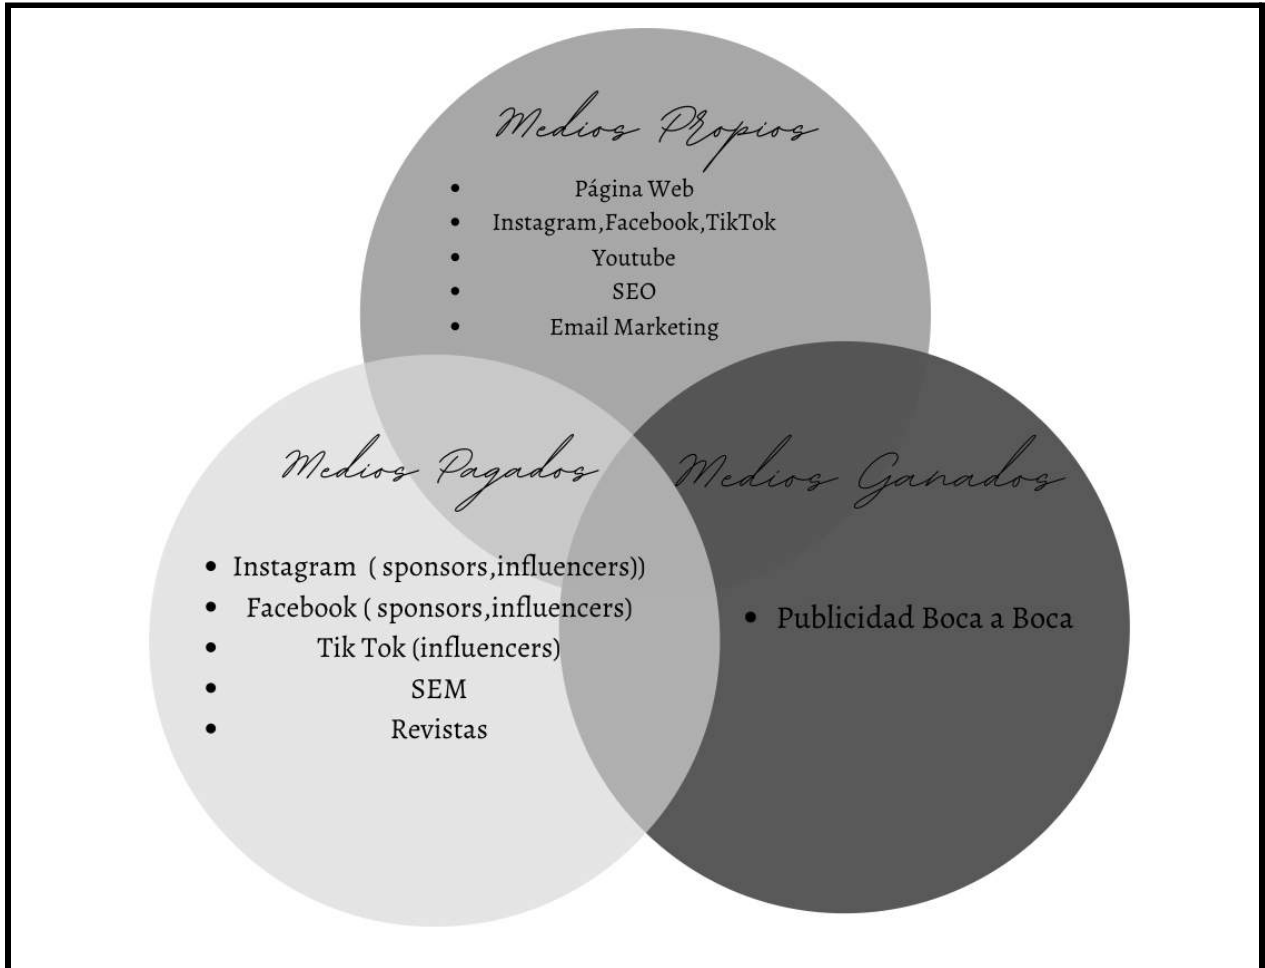 Medios Propios
• Página Web
• Instagram,Facebook,TikTok
• Youtube
• SEO
• Email Marketing
Medios Pagados
• Instagram ( sponsors,influencers))
• Facebook ( sponsors,influencers)
• Tik Tok (influencers)
• SEM
• Revistas
Medios Ganados
• Publicidad Boca a Boca